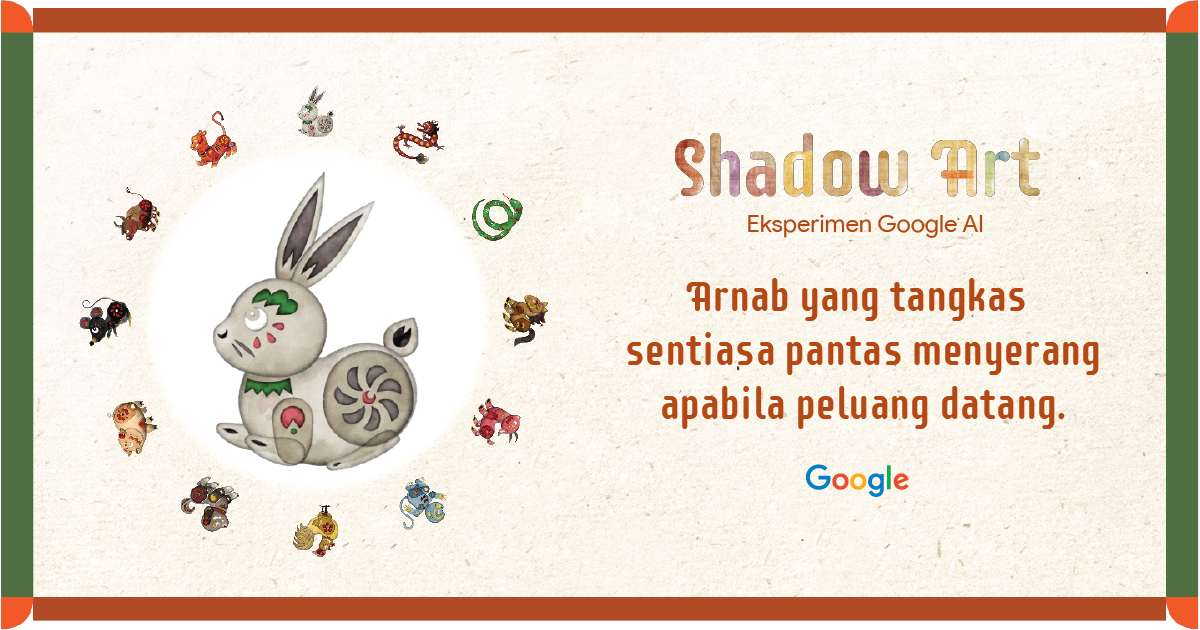 Shadow Art
Eksperimen Google AI
Arnab yang tangkas
sentiasa pantas menyerang
apabila peluang datang.
Google